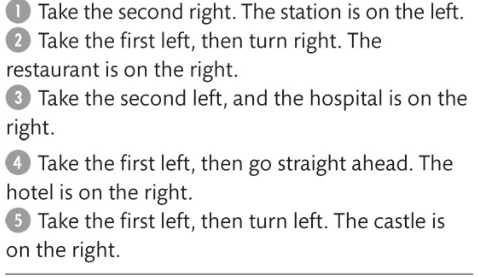 1 Take the second right. The station is on the left.
2 Take the first left, then turn right. The
restaurant is on the right.
3 Take the second left, and the hospital is on the
right.
4 Take the first left, then go straight ahead. The
hotel is on the right.
5 Take the first left, then turn left. The castle is
on the right.